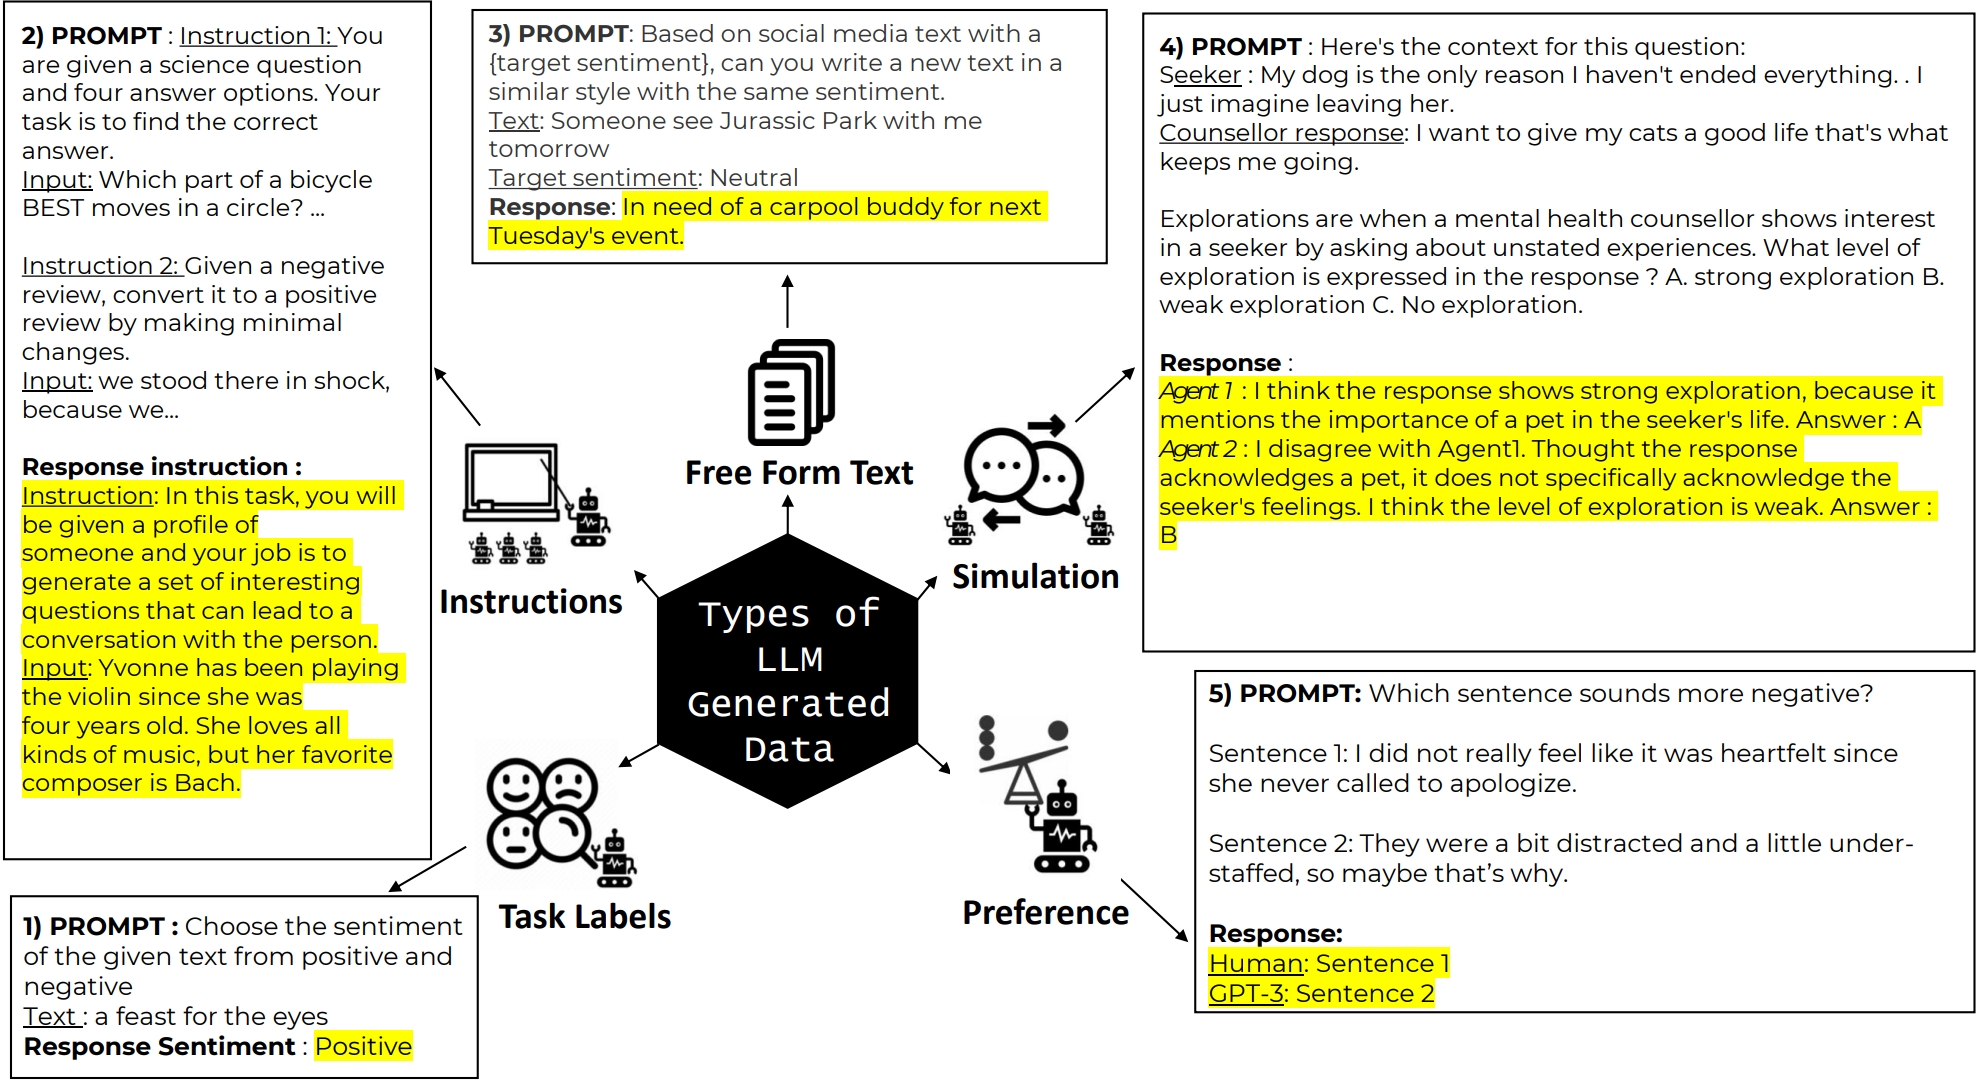 2) PROMPT : Instruction 1: You
are given a science question
and four answer options. Your
task is to find the correct
answer.
Input: Which part of a bicycle
BEST moves in a circle? ...
Instruction 2: Given a negative
review, convert it to a positive
review by making minimal
changes.
Input: we stood there in shock,
because we...
Response instruction :
Instruction: In this task, you will
be given a profile of
someone and your job is to
generate a set of interesting
questions that can lead to a
conversation with the person.
Input: Yvonne has been playing
the violin since she was
four years old. She loves all
kinds of music, but her favorite
composer is Bach.
3) PROMPT: Based on social media text with a
{target sentiment}, can you write a new text in a
similar style with the same sentiment.
Text: Someone see Jurassic Park with me
tomorrow
Target sentiment: Neutral
Response: In need of a carpool buddy for next
Tuesday's event.
4) PROMPT : Here's the context for this question:
Seeker : My dog is the only reason I haven't ended everything. . I
just imagine leaving her.
Counsellor response: I want to give my cats a good life that's what
keeps me going.
Explorations are when a mental health counsellor shows interest
in a seeker by asking about unstated experiences. What level of
exploration is expressed in the response ? A. strong exploration B.
weak exploration C. No exploration.
Response :
Agent 1 : I think the response shows strong exploration, because it
mentions the importance of a pet in the seeker's life. Answer : A
Agent 2 : I disagree with Agent1. Thought the response
acknowledges a pet, it does not specifically acknowledge the
seeker's feelings. I think the level of exploration is weak. Answer :
B
Free Form Text
Instructions
Simulation
Types of
LLM
Generated
Data
Task Labels
Preference
1) PROMPT : Choose the sentiment
of the given text from positive and
negative
Text : a feast for the eyes
Response Sentiment : Positive
5) PROMPT: Which sentence sounds more negative?
Sentence 1: I did not really feel like it was heartfelt since
she never called to apologize.
Sentence 2: They were a bit distracted and a little under-
staffed, so maybe that’s why.
Response:
Human: Sentence 1
GPT-3: Sentence 2